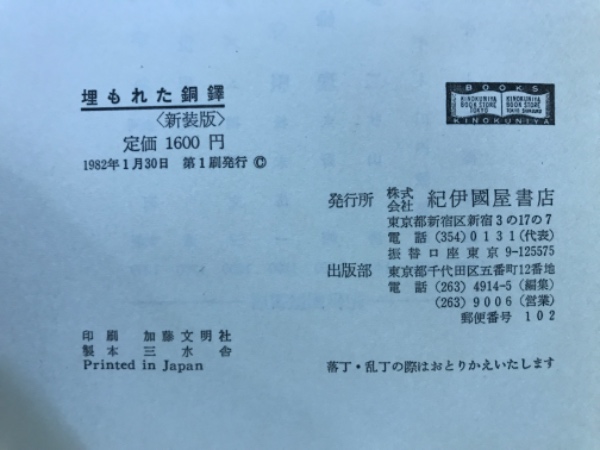 埋もれた銅鐸
〈新装版〉
定価 1600 円
1982年1月30日 第1刷発行 ©
BOOKS
KINOKUNIYA BOOK STORE TOKYO
KINOKUNIYA BOOK STORE
KINOKUNIYA
発行所 株式会社 紀伊國屋書店
東京都新宿区新宿3の17の7
電話 (354) 0131 (代表)
振替口座東京 9-125575
出版部 東京都千代田区五番町12番地
電話 (263) 4914-5 (編集)
(263) 9006 (営業)
郵便番号 102
印刷 加藤文明社
製本 三水舎
Printed in Japan
落丁・乱丁の際はおとりかえいたします